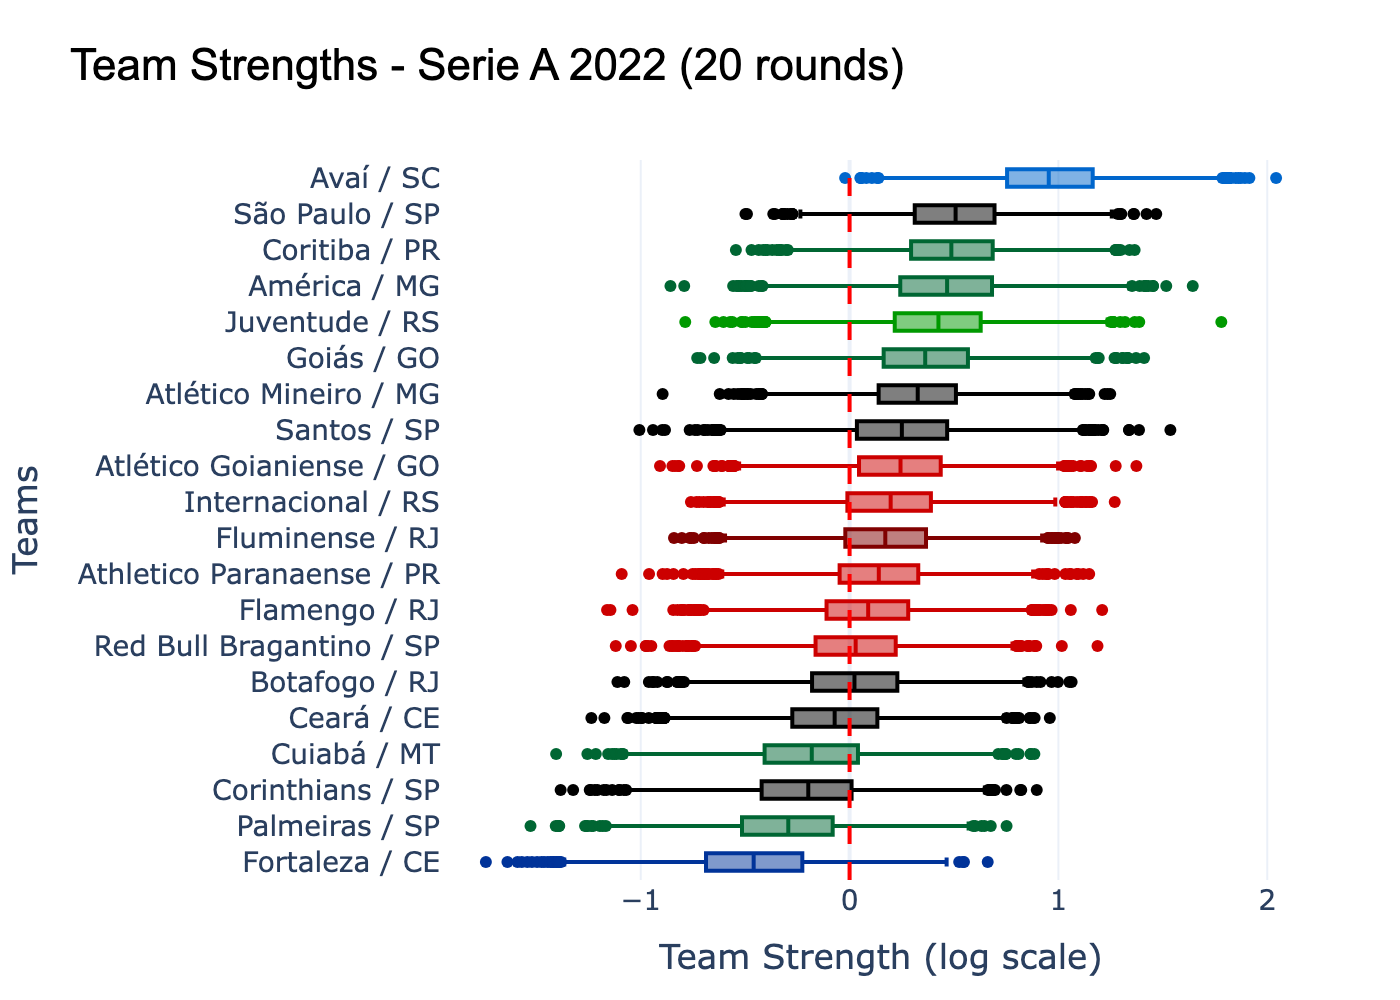 Team Strengths - Serie A 2022 (20 rounds)
Teams
Avaí / SC
São Paulo / SP
Coritiba / PR
América / MG
Juventude / RS
Goiás / GO
Atlético Mineiro / MG
Santos / SP
Atlético Goianiense / GO
Internacional / RS
Fluminense / RJ
Athletico Paranaense / PR
Flamengo / RJ
Red Bull Bragantino / SP
Botafogo / RJ
Ceará / CE
Cuiabá / MT
Corinthians / SP
Palmeiras / SP
Fortaleza / CE
−1 0 1 2
Team Strength (log scale)